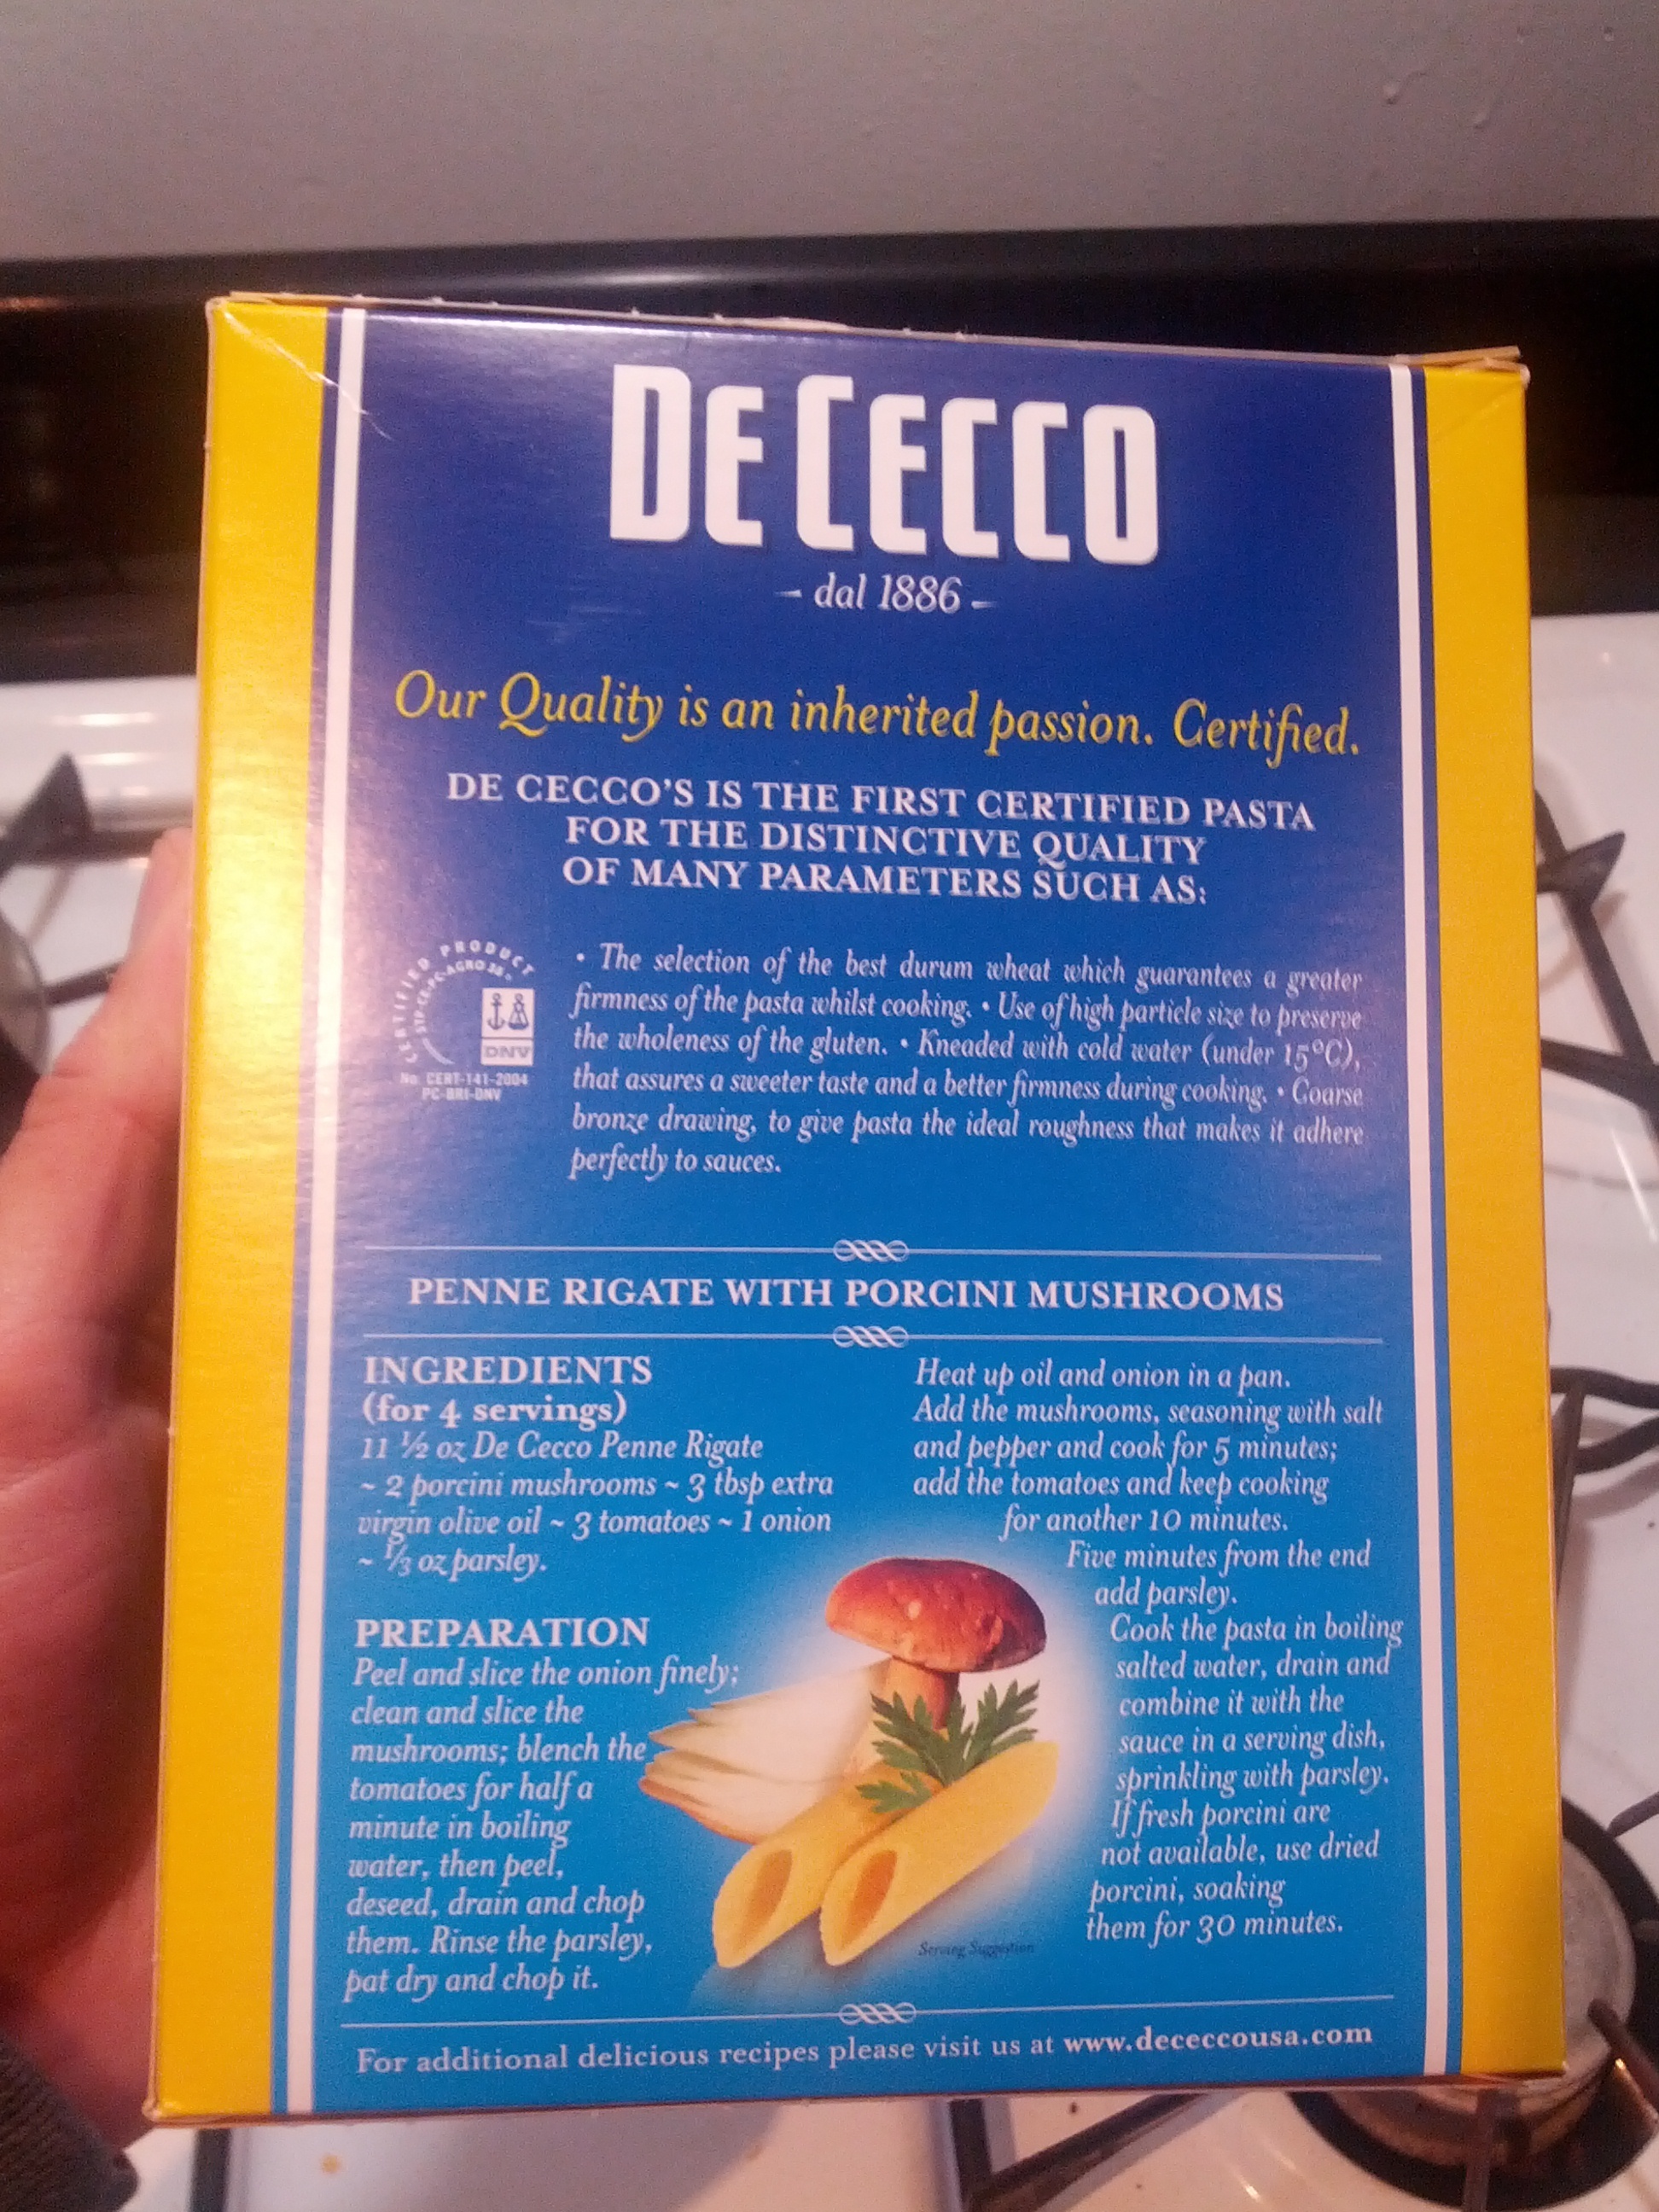 DE CECCO
- dal 1886 -
Our Quality is an inherited passion. Certified.
DE CECCO'S IS THE FIRST CERTIFIED PASTA
FOR THE DISTINCTIVE QUALITY
OF MANY PARAMETERS SUCH AS:
CERTIFIED PRODUCT
DNV
No. CERT-141-2004
PC-BRI-DNV
• The selection of the best durum wheat which guarantees a greater
firmness of the pasta whilst cooking. • Use of high particle size to preserve
the wholeness of the gluten. • Kneaded with cold water (under 15°C),
that assures a sweeter taste and a better firmness during cooking. • Coarse
bronze drawing, to give pasta the ideal roughness that makes it adhere
perfectly to sauces.
PENNE RIGATE WITH PORCINI MUSHROOMS
INGREDIENTS
(for 4 servings)
11 ½ oz De Cecco Penne Rigate
~ 2 porcini mushrooms ~ 3 tbsp extra
virgin olive oil ~ 3 tomatoes ~ 1 onion
~ ⅓ oz parsley.
PREPARATION
Peel and slice the onion finely;
clean and slice the
mushrooms; blench the
tomatoes for half a
minute in boiling
water, then peel,
deseed, drain and chop
them. Rinse the parsley,
pat dry and chop it.
Heat up oil and onion in a pan.
Add the mushrooms, seasoning with salt
and pepper and cook for 5 minutes;
add the tomatoes and keep cooking
for another 10 minutes.
Five minutes from the end
add parsley.
Cook the pasta in boiling
salted water, drain and
combine it with the
sauce in a serving dish,
sprinkling with parsley.
If fresh porcini are
not available, use dried
porcini, soaking
them for 30 minutes.
Serving Suggestion
For additional delicious recipes please visit us at www.dececcousa.com